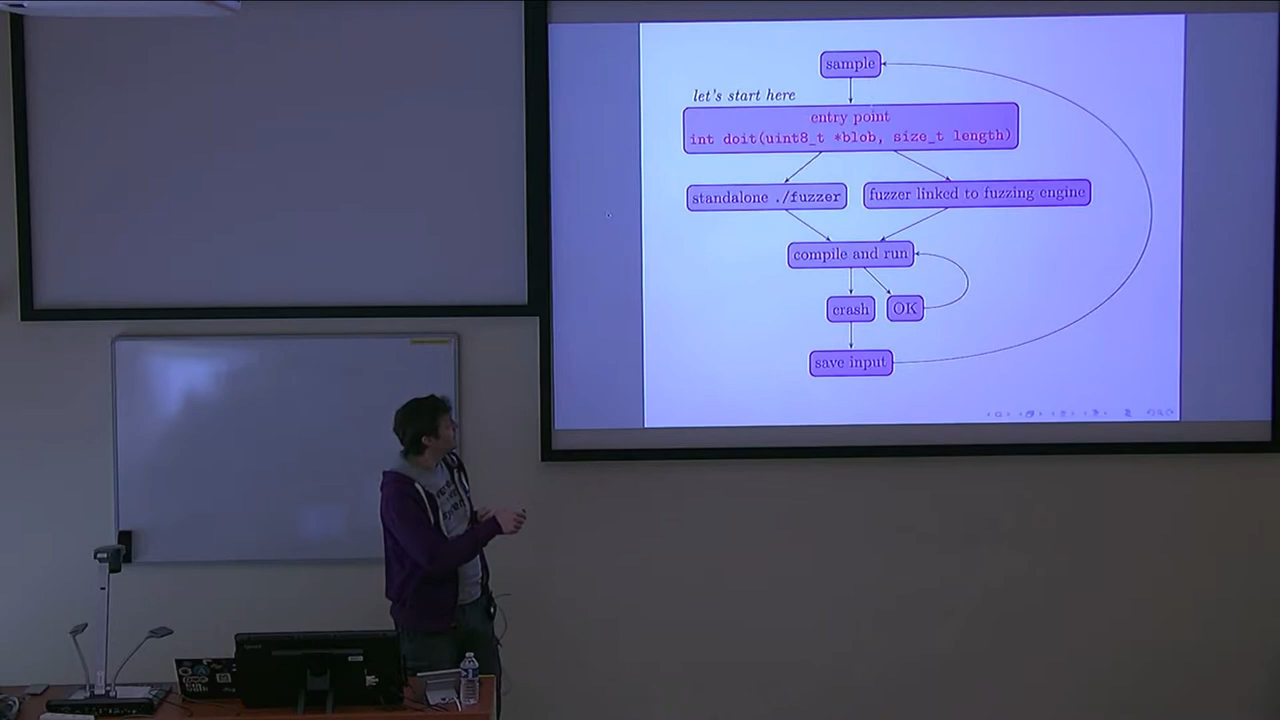 sample
let's start here
entry point
int doit(uint8_t *blob, size_t length)
standalone ./fuzzer
fuzzer linked to fuzzing engine
compile and run
crash
OK
save input